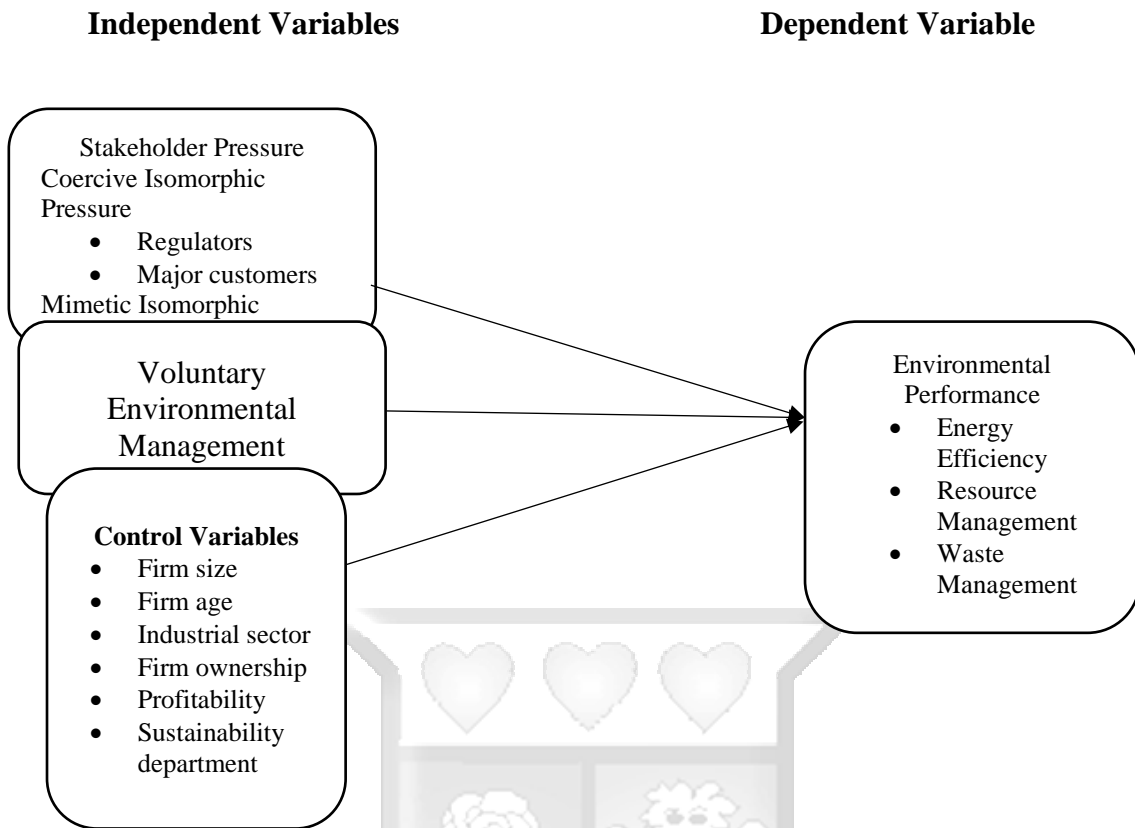 Independent Variables
Dependent Variable
Stakeholder Pressure
Coercive Isomorphic
Pressure
• Regulators
• Major customers
Mimetic Isomorphic
Voluntary
Environmental
Management
Control Variables
• Firm size
• Firm age
• Industrial sector
• Firm ownership
• Profitability
• Sustainability
department
Environmental
Performance
• Energy
Efficiency
• Resource
Management
• Waste
Management